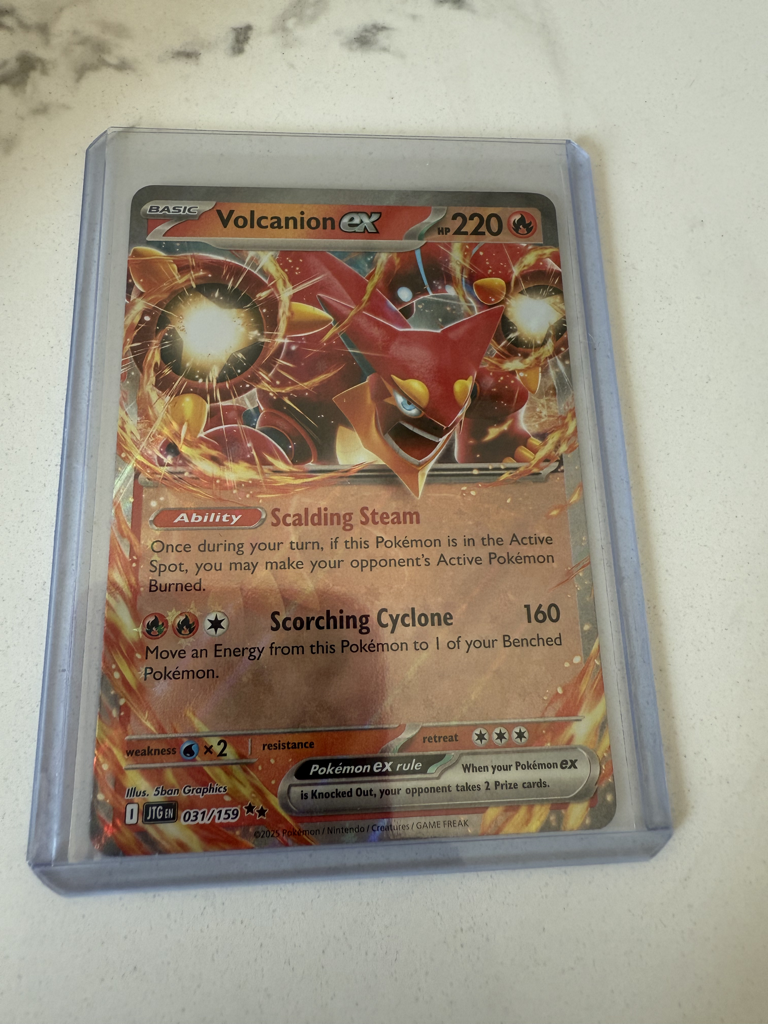 BASIC Volcanion ex HP 220
Ability Scalding Steam
Once during your turn, if this Pokémon is in the Active
Spot, you may make your opponent's Active Pokémon
Burned.
Scorching Cyclone 160
Move an Energy from this Pokémon to 1 of your Benched
Pokémon.
weakness ×2 resistance retreat
Pokémon ex rule When your Pokémon ex
is Knocked Out, your opponent takes 2 Prize cards.
Illus. 5ban Graphics
I JTG EN 031/159
©2025 Pokémon / Nintendo / Creatures / GAME FREAK